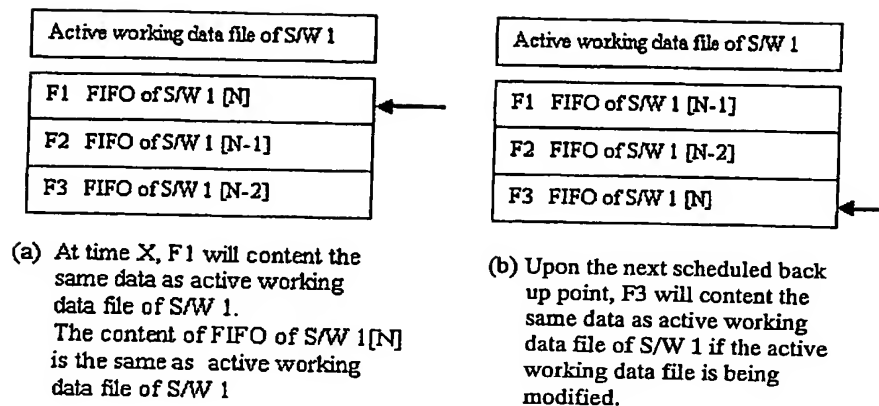 Active working data file of S/W 1
F1 FIFO of S/W 1 [N]
F2 FIFO of S/W 1 [N-1]
F3 FIFO of S/W 1 [N-2]
(a) At time X, F1 will content the
same data as active working
data file of S/W 1.
The content of FIFO of S/W 1[N]
is the same as active working
data file of S/W 1
Active working data file of S/W 1
F1 FIFO of S/W 1 [N-1]
F2 FIFO of S/W 1 [N-2]
F3 FIFO of S/W 1 [N]
(b) Upon the next scheduled back
up point, F3 will content the
same data as active working
data file of S/W 1 if the active
working data file is being
modified.